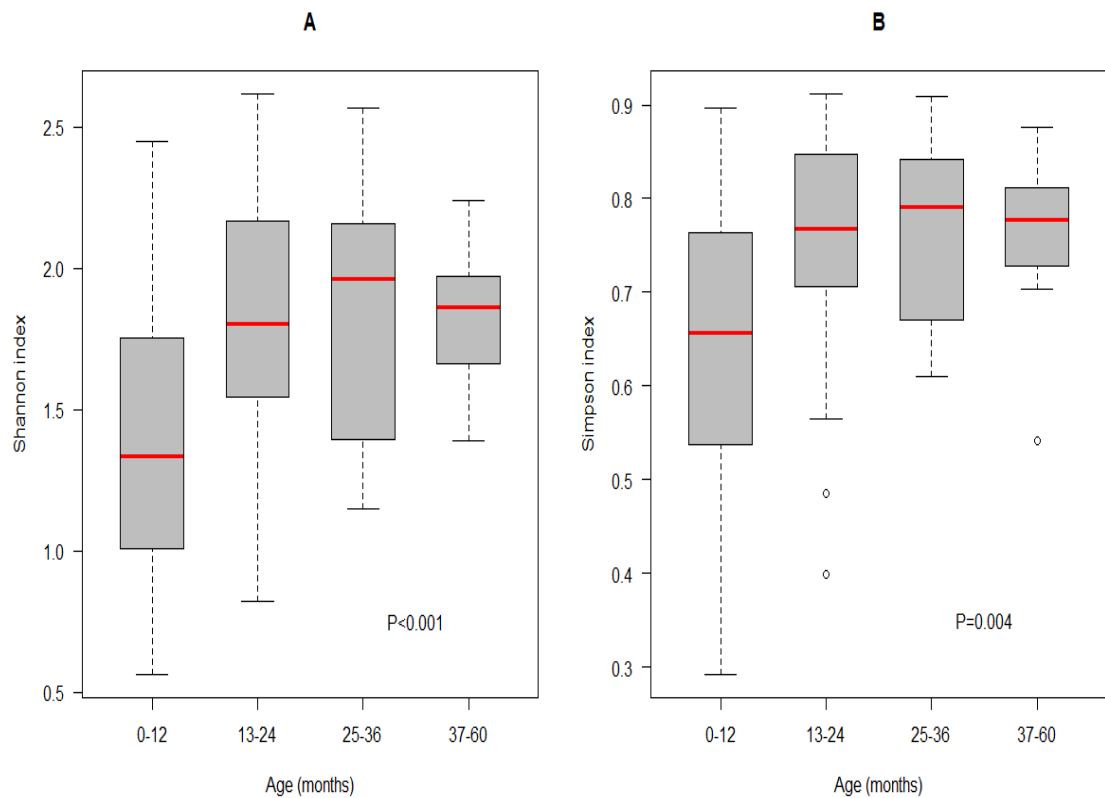 A
Shannon index
2.5
2.0
1.5
1.0
0.5
P<0.001
0-12 13-24 25-36 37-60
Age (months)
B
Simpson index
0.9
0.8
0.7
0.6
0.5
0.4
0.3
P=0.004
0-12 13-24 25-36 37-60
Age (months)